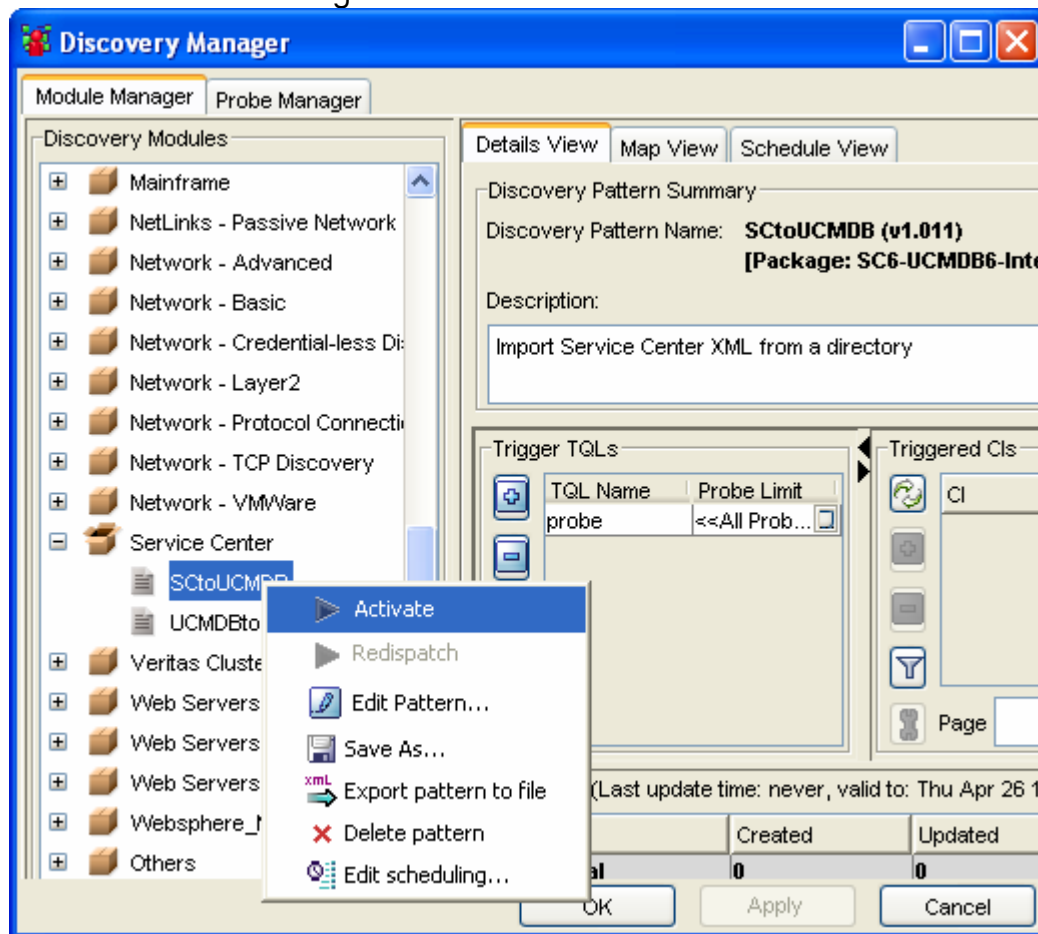 Discovery Manager
Module Manager Probe Manager
Discovery Modules
Mainframe
NetLinks - Passive Network
Network - Advanced
Network - Basic
Network - Credential-less Di
Network - Layer2
Network - Protocol Connecti
Network - TCP Discovery
Network - VMWare
Service Center
SCtoUCMDB
UCMDBto
Veritas Cluste
Web Servers
Web Servers
Web Servers
Websphere_
Others
Activate
Redispatch
Edit Pattern...
Save As...
xml
Export pattern to file
Delete pattern
Edit scheduling...
Details View Map View Schedule View
Discovery Pattern Summary
Discovery Pattern Name: SCtoUCMDB (v1.011)
[Package: SC6-UCMDB6-Inte
Description:
Import Service Center XML from a directory
Trigger TQLs
TQL Name Probe Limit
probe <<All Prob...
Triggered CIs
CI
Page
(Last update time: never, valid to: Thu Apr 26 1
Created Updated
al 0 0
OK Apply Cancel